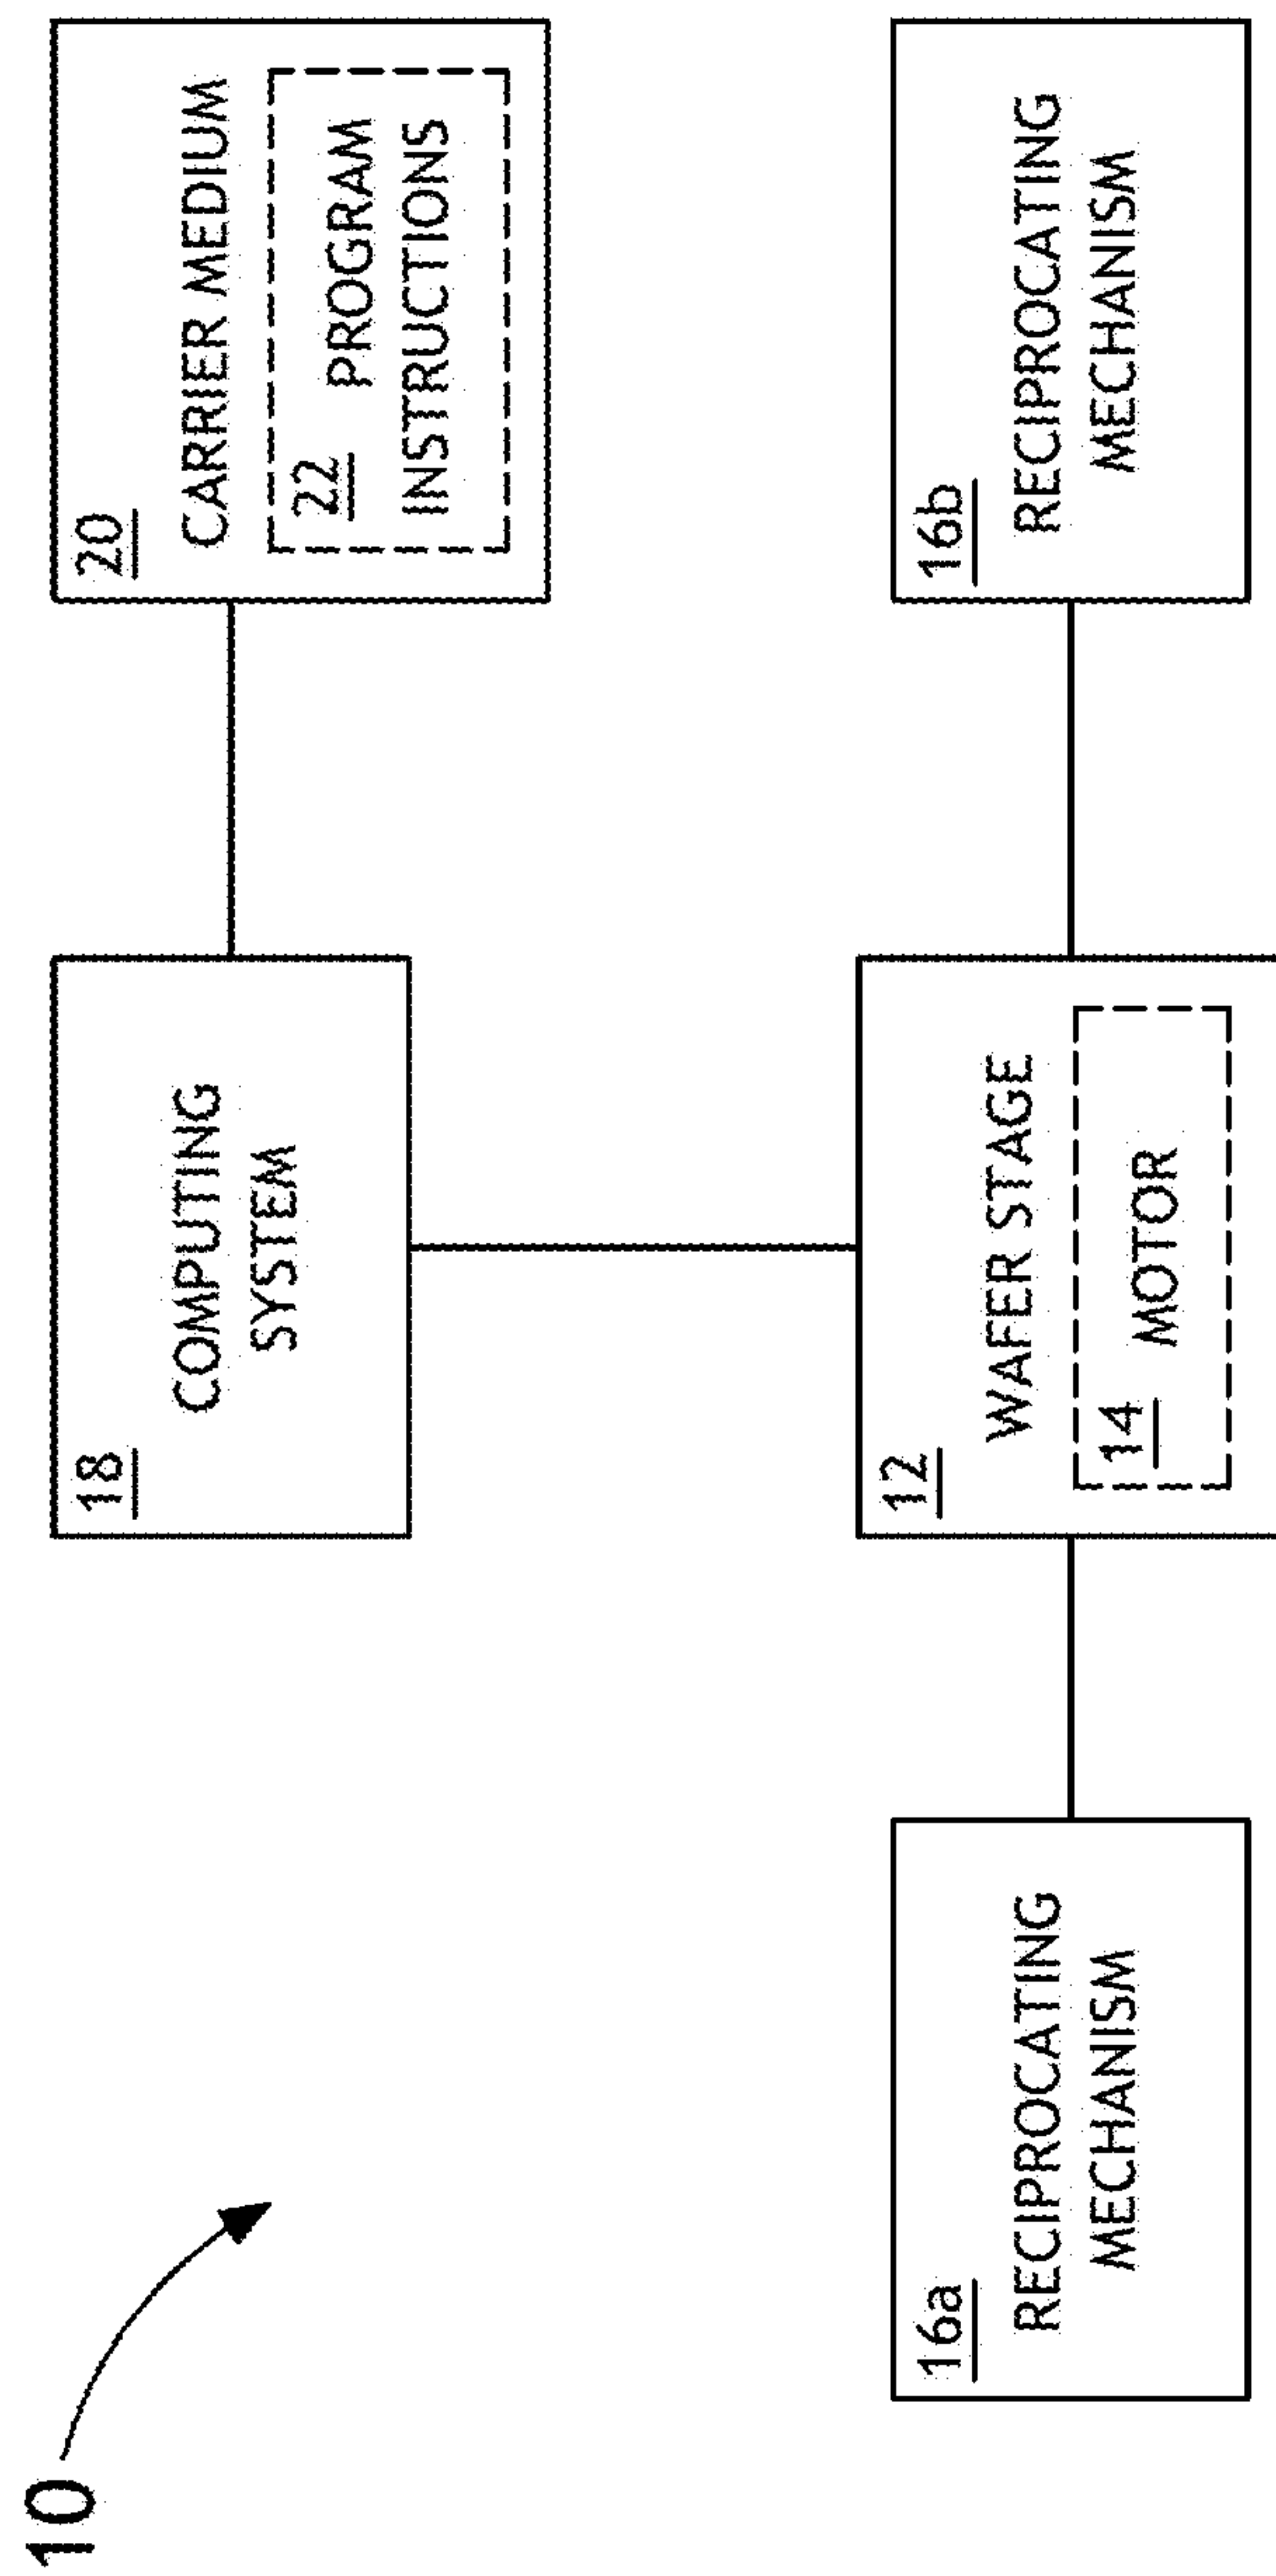 10
18
COMPUTING
SYSTEM
20
CARRIER MEDIUM
22 PROGRAM
INSTRUCTIONS
16a
RECIPROCATING
MECHANISM
12
WAFER STAGE
14 MOTOR
16b
RECIPROCATING
MECHANISM